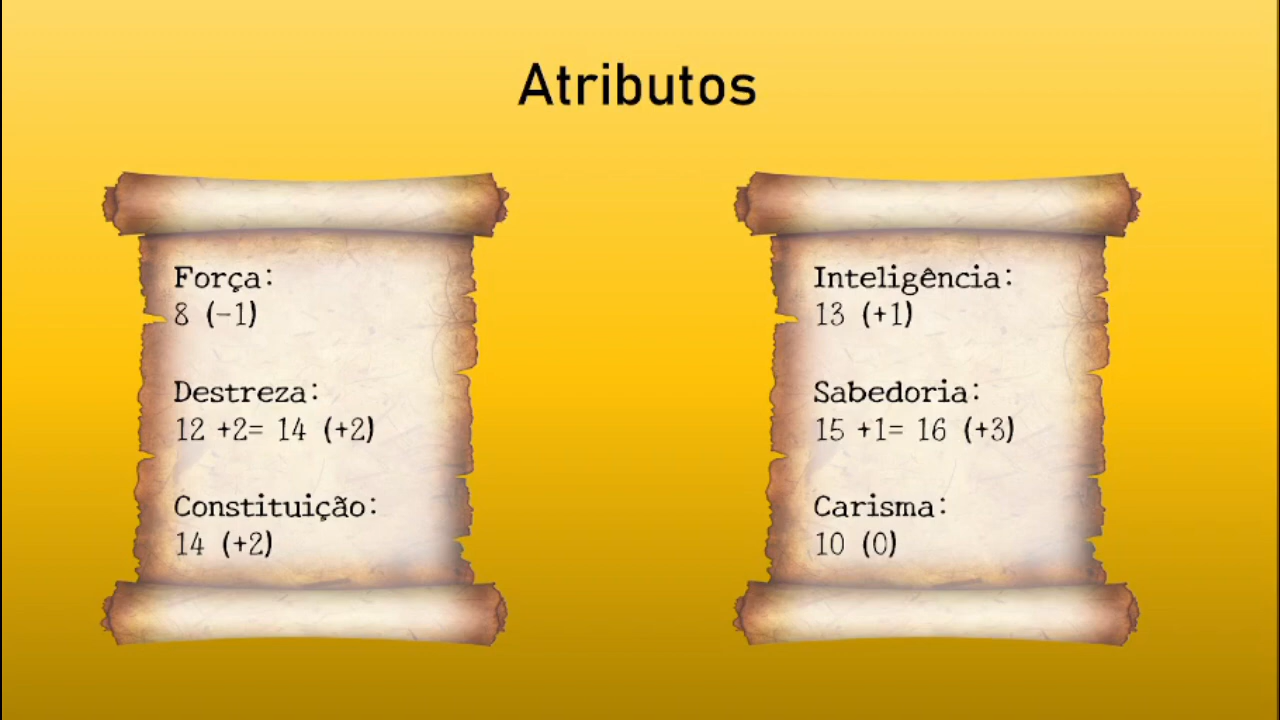 Atributos
Força:
8 (-1)
Destreza:
12 +2= 14 (+2)
Constituição:
14 (+2)
Inteligência:
13 (+1)
Sabedoria:
15 +1= 16 (+3)
Carisma:
10 (0)